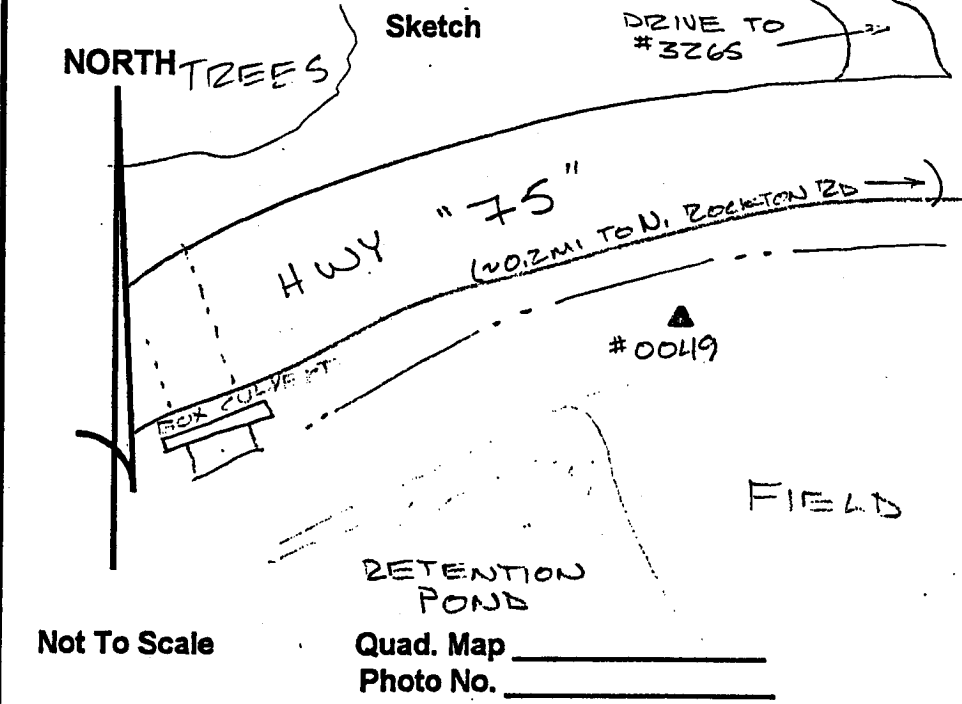 Sketch
NORTH
TREES
DRIVE TO
#3265
HWY "75"
(~0.2MI TO N. ROCKTON RD
BOX CULVERT
#0049
FIELD
RETENTION
POND
Not To Scale
Quad. Map
Photo No.